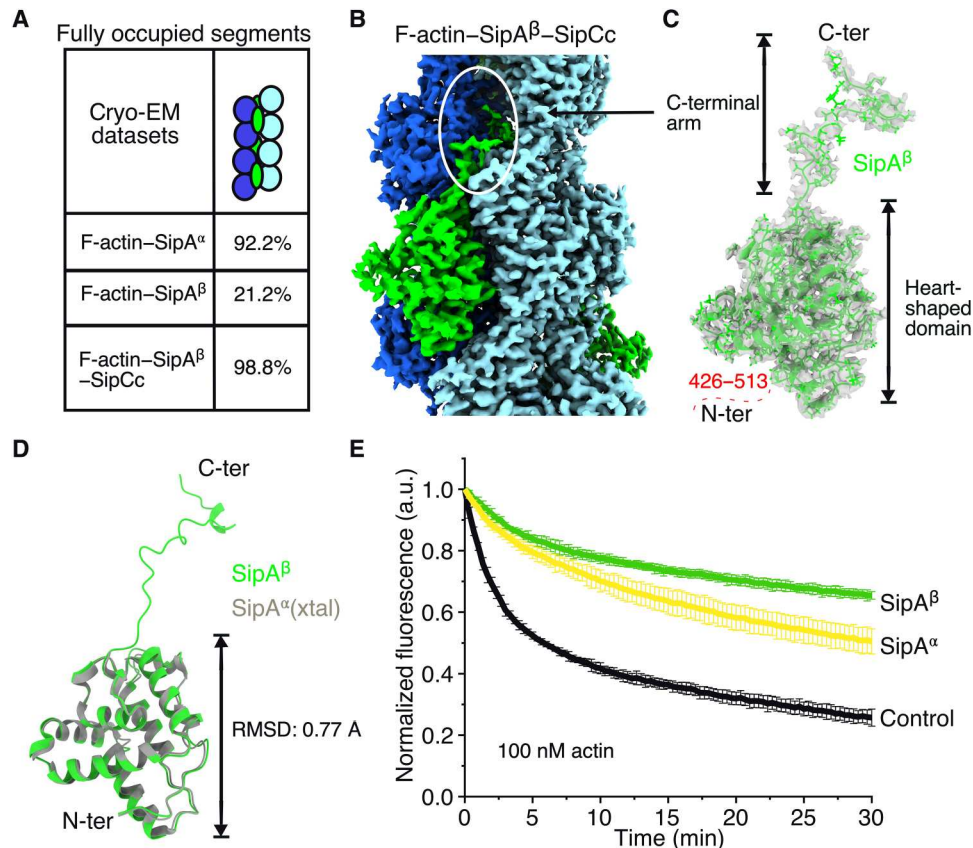 A
Fully occupied segments
Cryo-EM
datasets
F-actin–SipAα
92.2%
F-actin–SipAβ
21.2%
F-actin–SipAβ
–SipCc
98.8%
B
F-actin–SipAβ–SipCc
C
C-ter
C-terminal
arm
SipAβ
Heart-
shaped
domain
426–513
N-ter
D
C-ter
SipAβ
SipAα(xtal)
RMSD: 0.77 A
N-ter
E
Normalized fluorescence (a.u.)
1.0
0.8
0.6
0.4
0.2
0.0
SipAβ
SipAα
Control
100 nM actin
0
5
10
15
20
25
30
Time (min)